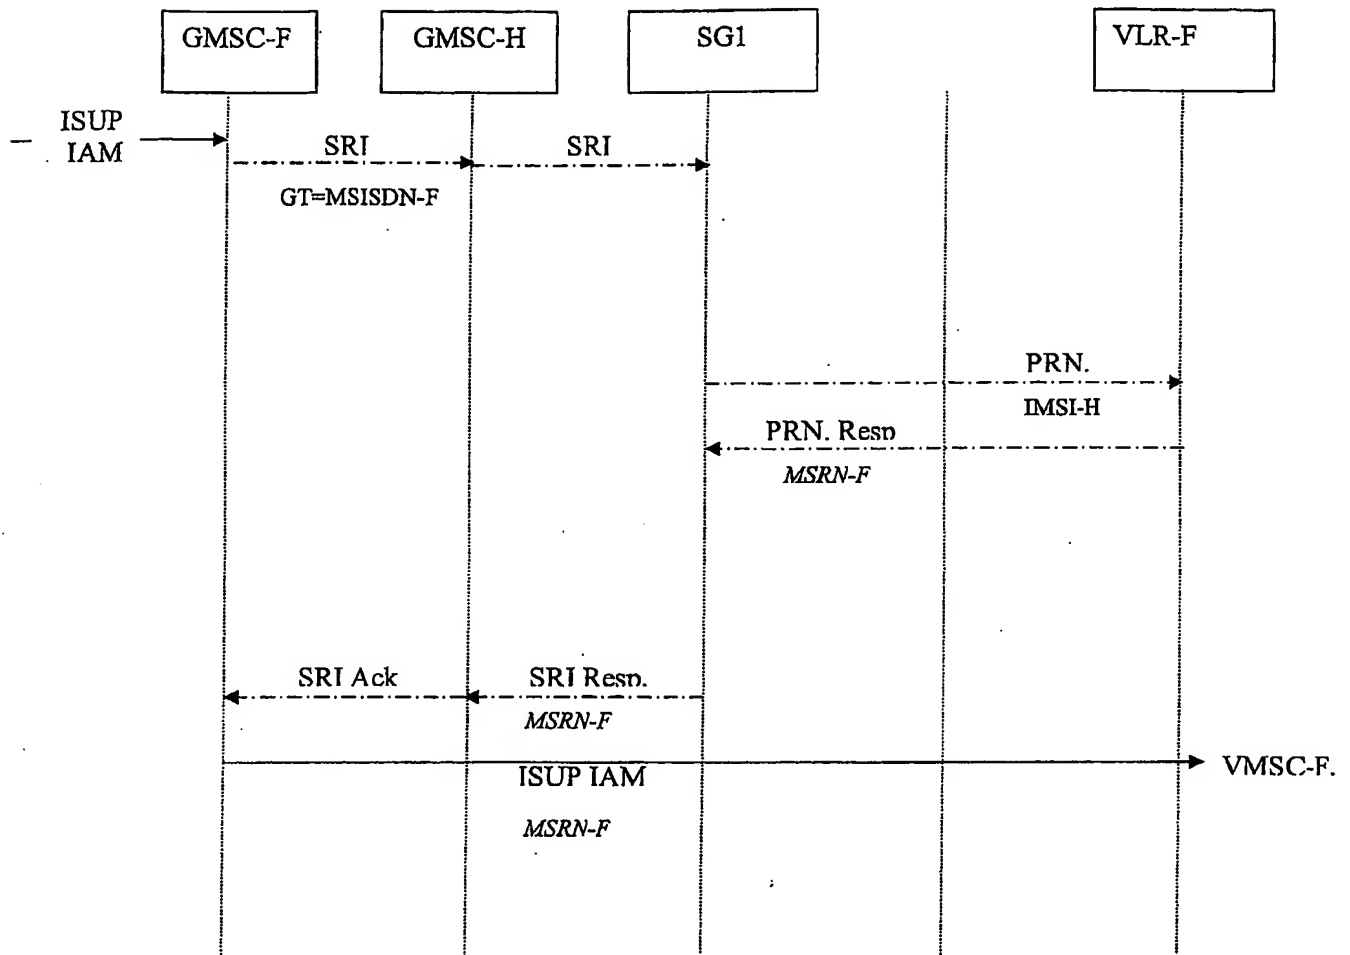 GMSC-F
GMSC-H
SG1
VLR-F
ISUP
IAM
SRI
SRI
GT=MSISDN-F
PRN.
IMSI-H
PRN. Resp
MSRN-F
SRI Ack
SRI Resp.
MSRN-F
ISUP IAM
VMSC-F.
MSRN-F